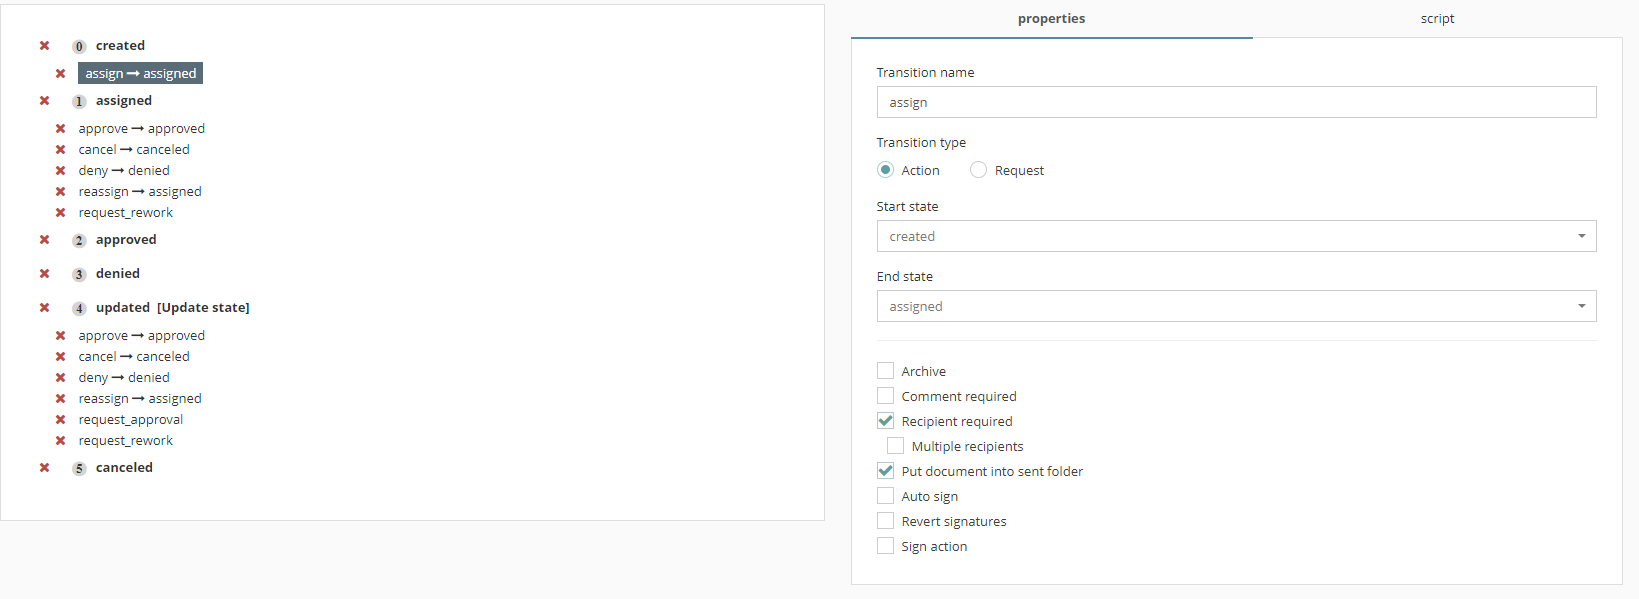 0 created
assign → assigned
1 assigned
approve → approved
cancel → canceled
deny → denied
reassign → assigned
request_rework
2 approved
3 denied
4 updated [Update state]
approve → approved
cancel → canceled
deny → denied
reassign → assigned
request_approval
request_rework
5 canceled
properties
script
Transition name
assign
Transition type
Action
Request
Start state
created
End state
assigned
Archive
Comment required
Recipient required
Multiple recipients
Put document into sent folder
Auto sign
Revert signatures
Sign action